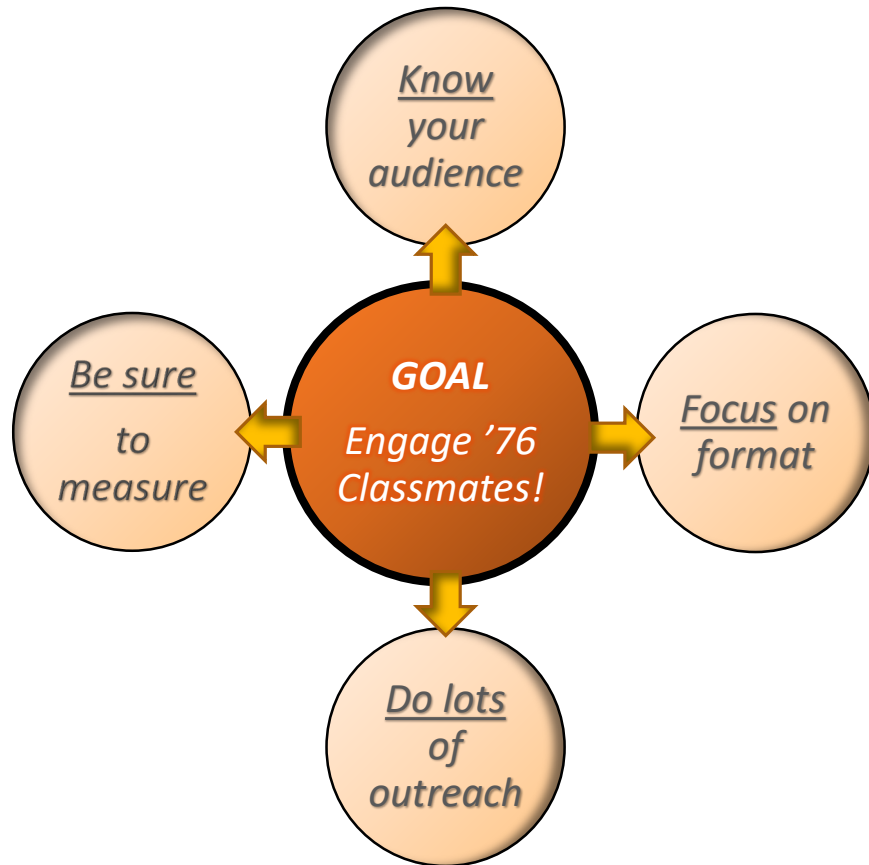 Know
your
audience
Be sure
to
measure
GOAL
Engage ’76
Classmates!
Focus on
format
Do lots
of
outreach